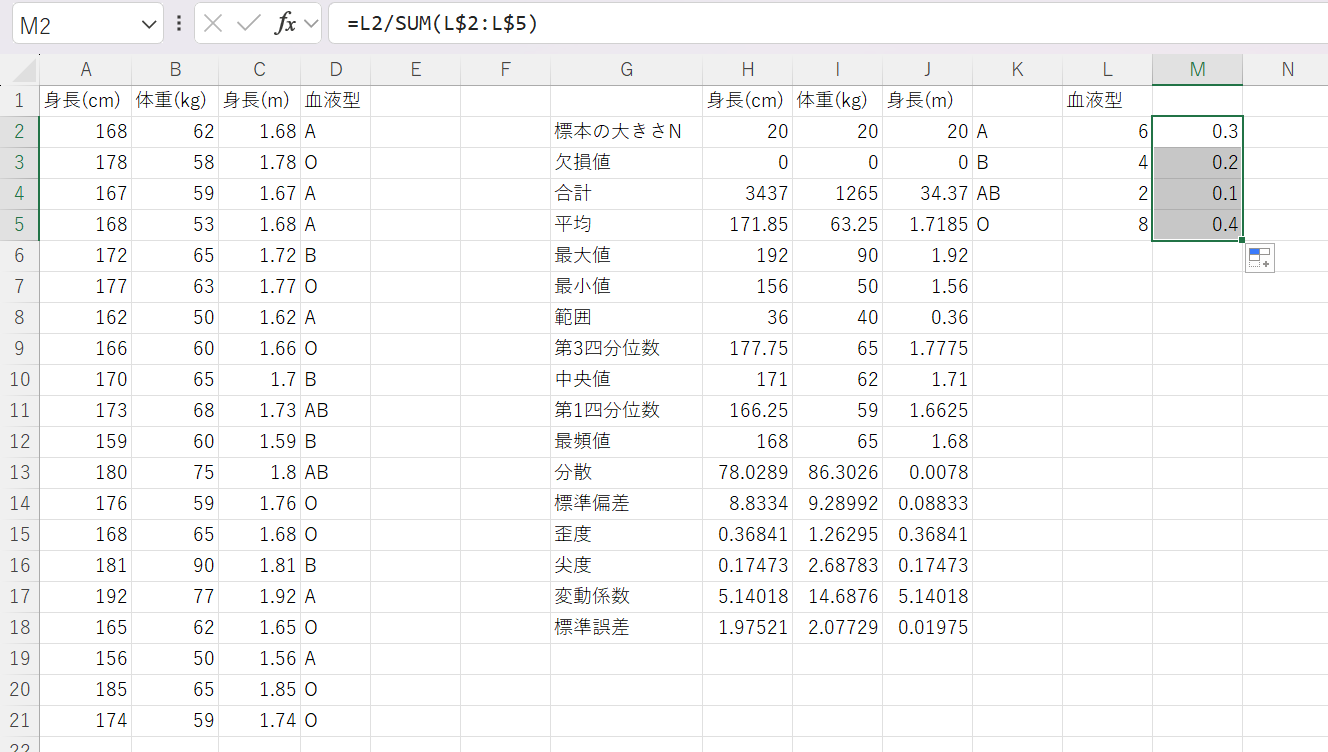 M2 fx =L2/SUM(L$2:L$5)
A B C D E F G H I J K L M N
1 身長(cm) 体重(kg) 身長(m) 血液型 身長(cm) 体重(kg) 身長(m) 血液型
2 168 62 1.68 A 標本の大きさN 20 20 20 A 6 0.3
3 178 58 1.78 O 欠損値 0 0 0 B 4 0.2
4 167 59 1.67 A 合計 3437 1265 34.37 AB 2 0.1
5 168 53 1.68 A 平均 171.85 63.25 1.7185 O 8 0.4
6 172 65 1.72 B 最大値 192 90 1.92
7 177 63 1.77 O 最小値 156 50 1.56
8 162 50 1.62 A 範囲 36 40 0.36
9 166 60 1.66 O 第3四分位数 177.75 65 1.7775
10 170 65 1.7 B 中央値 171 62 1.71
11 173 68 1.73 AB 第1四分位数 166.25 59 1.6625
12 159 60 1.59 B 最頻値 168 65 1.68
13 180 75 1.8 AB 分散 78.0289 86.3026 0.0078
14 176 59 1.76 O 標準偏差 8.8334 9.28992 0.08833
15 168 65 1.68 O 歪度 0.36841 1.26295 0.36841
16 181 90 1.81 B 尖度 0.17473 2.68783 0.17473
17 192 77 1.92 A 変動係数 5.14018 14.6876 5.14018
18 165 62 1.65 O 標準誤差 1.97521 2.07729 0.01975
19 156 50 1.56 A
20 185 65 1.85 O
21 174 59 1.74 O
22